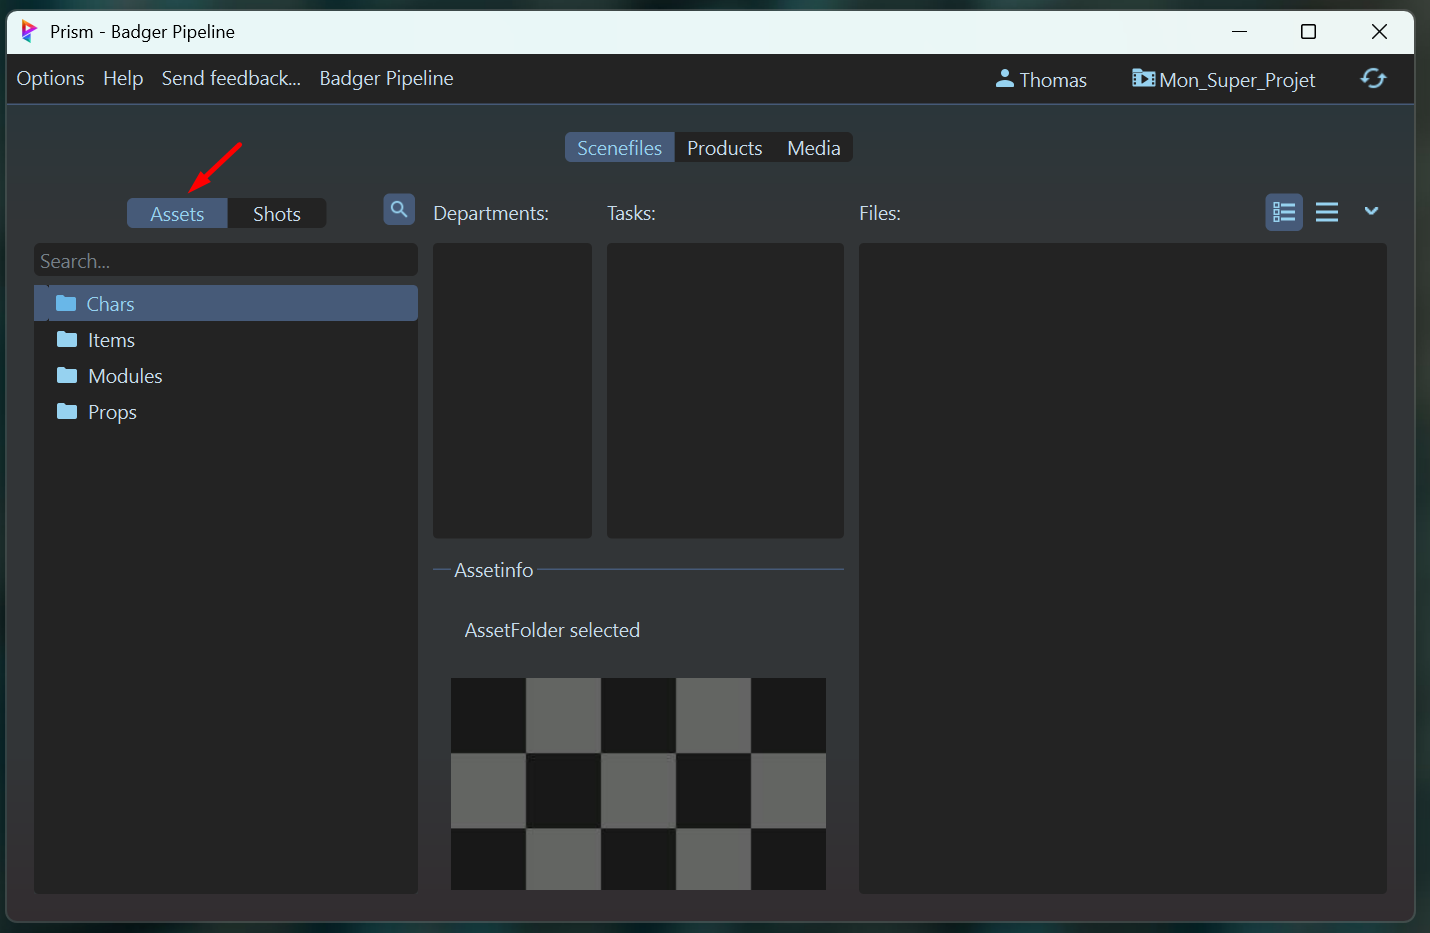 Prism - Badger Pipeline
Options Help Send feedback... Badger Pipeline Thomas Mon_Super_Projet
Scenefiles Products Media
Assets Shots Departments: Tasks: Files:
Search...
Chars
Items
Modules
Props
Assetinfo
AssetFolder selected